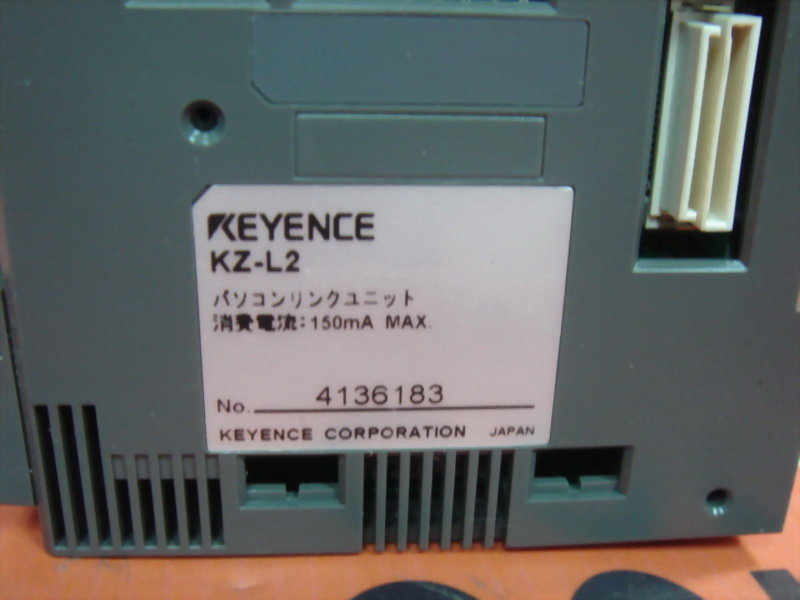 KEYENCE
KZ-L2
パソコンリンクユニット
消費電流:150mA MAX.
No. 4136183
KEYENCE CORPORATION JAPAN